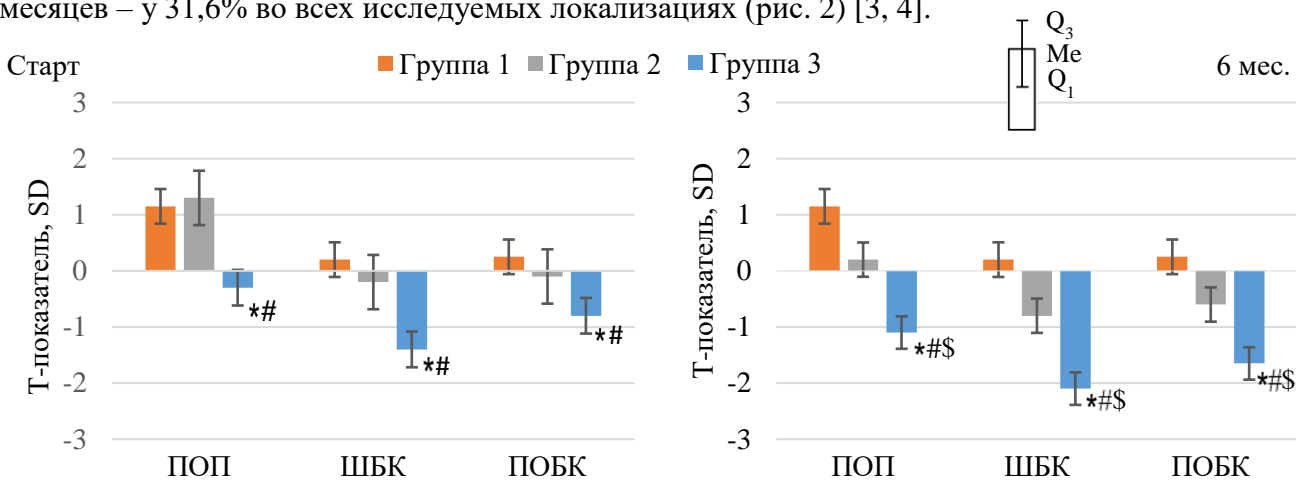 месяцев – у 31,6% во всех исследуемых локализациях (рис. 2) [3, 4].
Старт
Группа 1 Группа 2 Группа 3
Q3
Me
Q1
6 мес.
Т-показатель, SD
3
2
1
0
-1
-2
-3
*#
*#
*#
ПОП ШБК ПОБК
Т-показатель, SD
3
2
1
0
-1
-2
-3
*#$
*#$
*#$
ПОП ШБК ПОБК